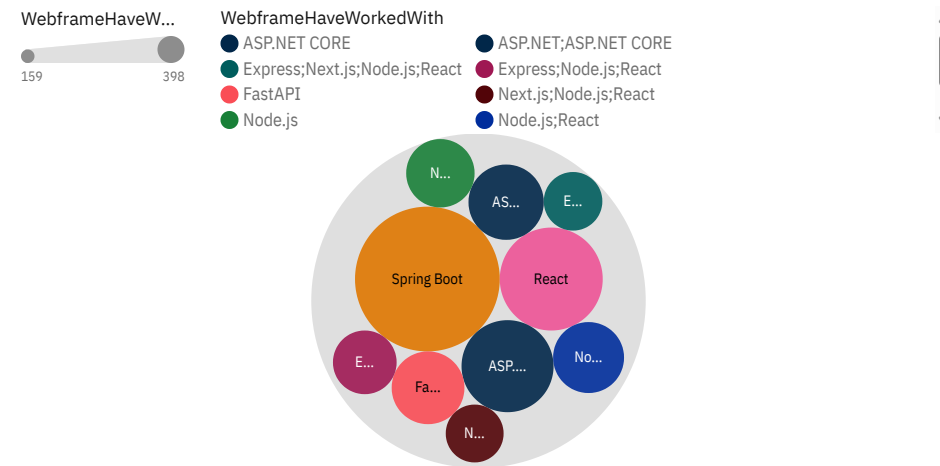 WebframeHaveW...
159 398
WebframeHaveWorkedWith
ASP.NET CORE ASP.NET;ASP.NET CORE
Express;Next.js;Node.js;React Express;Node.js;React
FastAPI Next.js;Node.js;React
Node.js Node.js;React
N...
AS... E...
Spring Boot React
E... Fa... ASP.... No...
N...